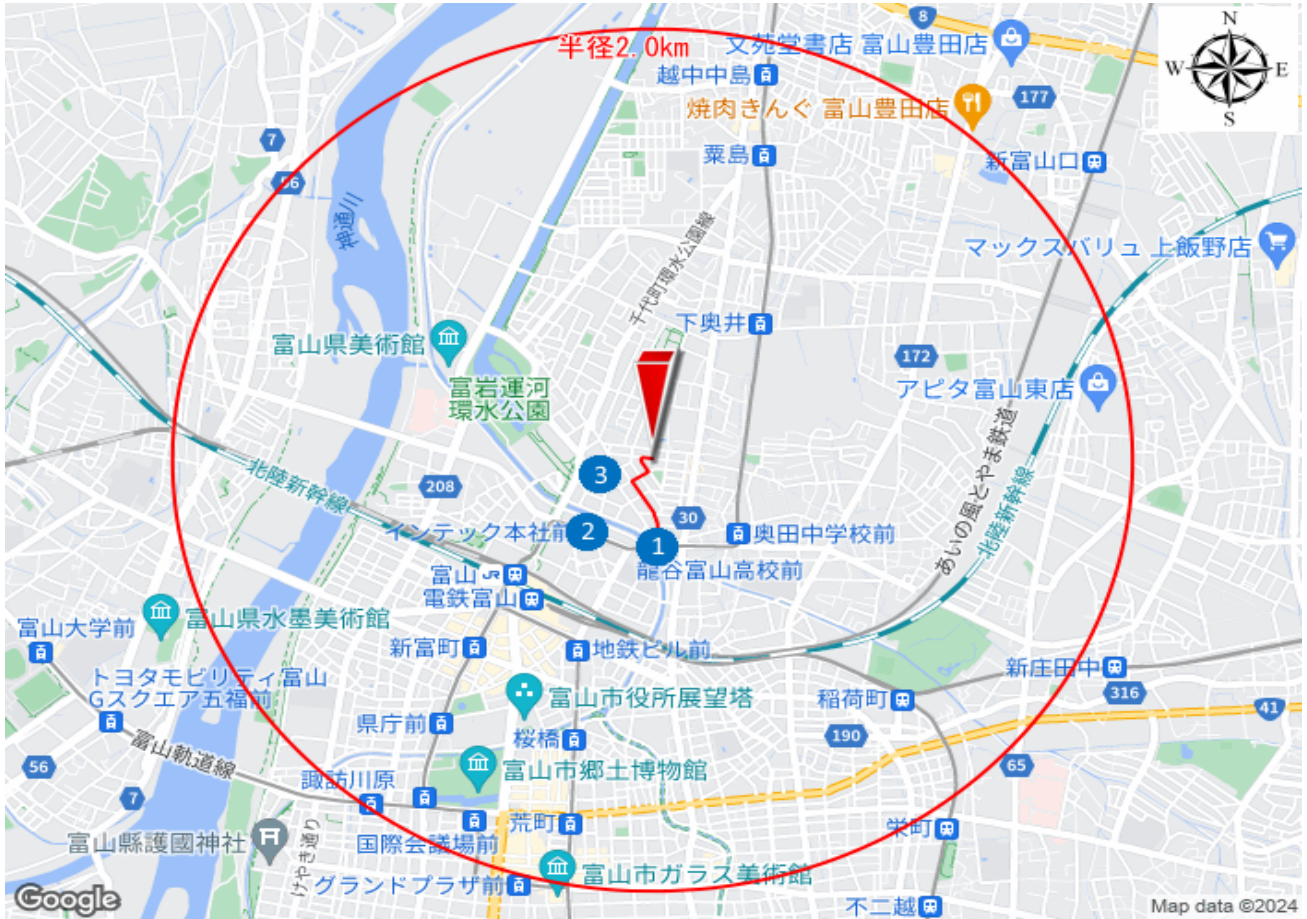 8
N
W
E
S
半径2.0km
文苑堂書店 富山豊田店
越中中島
177
焼肉きんぐ 富山豊田店
7
粟島
新富山口
56
神通川
千代町環水公園線
マックスバリュ 上飯野店
下奥井
富山県美術館
172
富岩運河
環水公園
アピタ富山東店
あいの風とやま鉄道
北陸新幹線
3
北陸新幹線
208
30
インテック本社前
2
1
奥田中学校前
龍谷富山高校前
富山
JR
電鉄富山
富山県水墨美術館
富山大学前
新富町
地鉄ビル前
新庄田中
トヨタモビリティ富山
Gスクエア五福前
富山市役所展望塔
稲荷町
316
41
県庁前
桜橋
190
富山軌道線
56
65
富山市郷土博物館
諏訪川原
7
けやき通り
荒町
栄町
富山縣護國神社
国際会議場前
富山市ガラス美術館
グランドプラザ前
不二越
Google
Map data ©2024